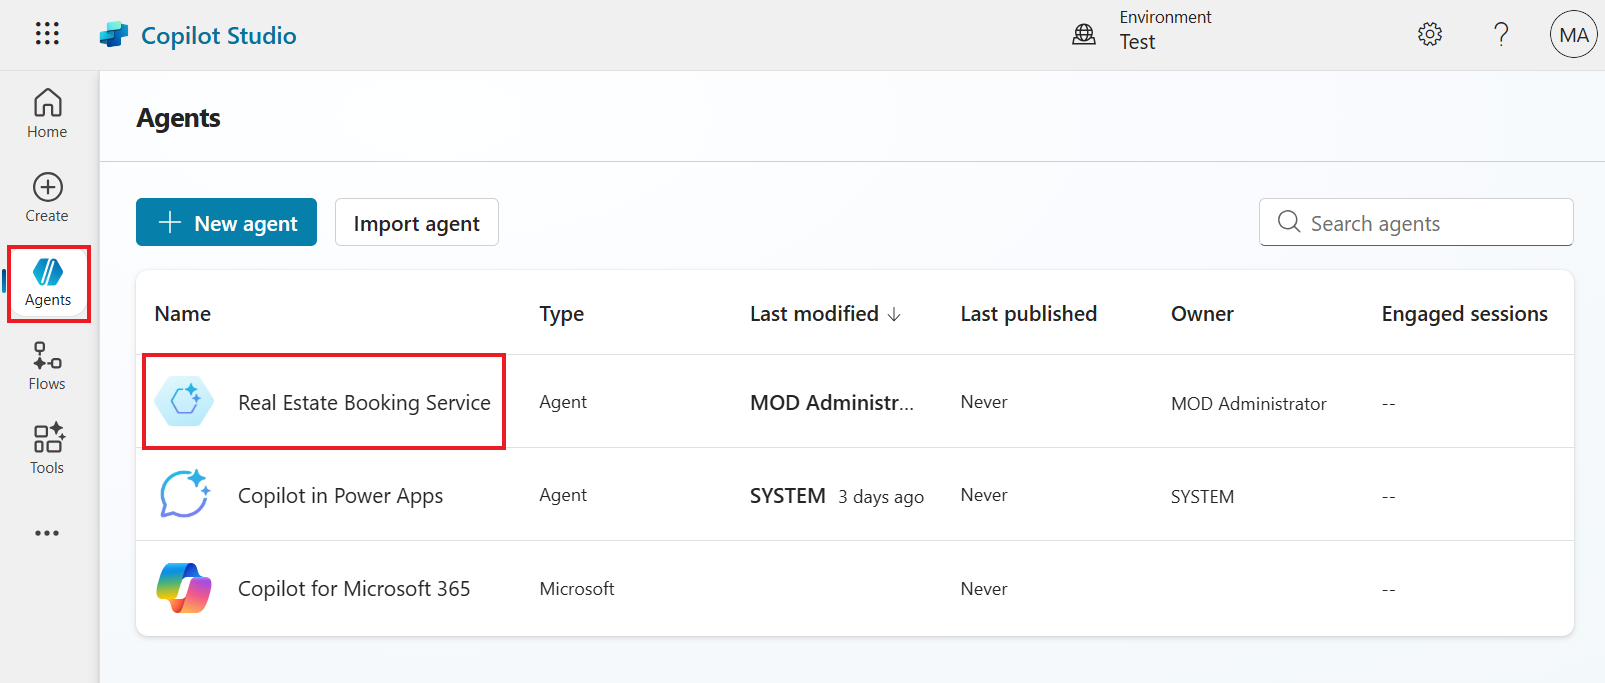 Copilot Studio
Environment
Test
?
MA
Home
Create
Agents
Flows
Tools
Agents
New agent
Import agent
Search agents
Name Type Last modified ↓ Last published Owner Engaged sessions
Real Estate Booking Service Agent MOD Administr... Never MOD Administrator --
Copilot in Power Apps Agent SYSTEM 3 days ago Never SYSTEM --
Copilot for Microsoft 365 Microsoft Never --